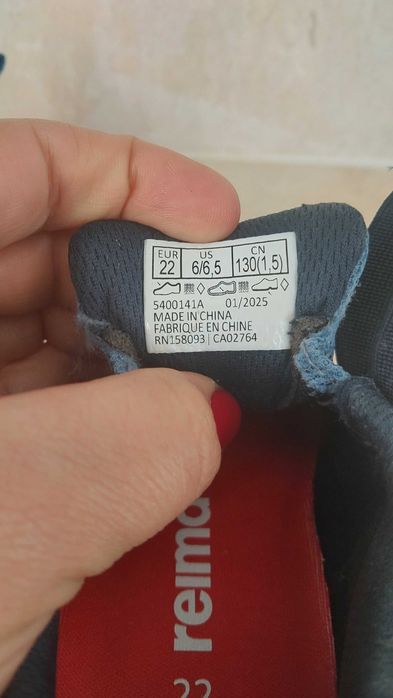 EUR US CN
22 6/6,5 130(1,5)
5400141A 01/2025
MADE IN CHINA
FABRIQUE EN CHINE
RN158093 | CA02764
reima
22